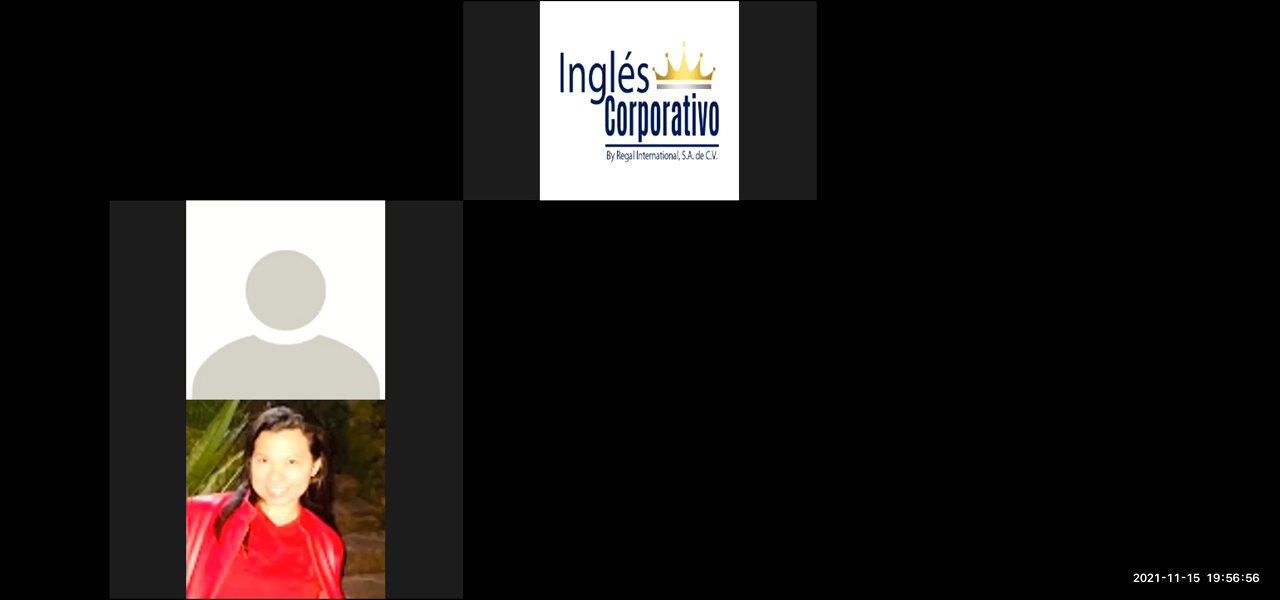 Inglés
Corporativo
By Regal International, S.A. de C.V.
2021-11-15 19:56:56